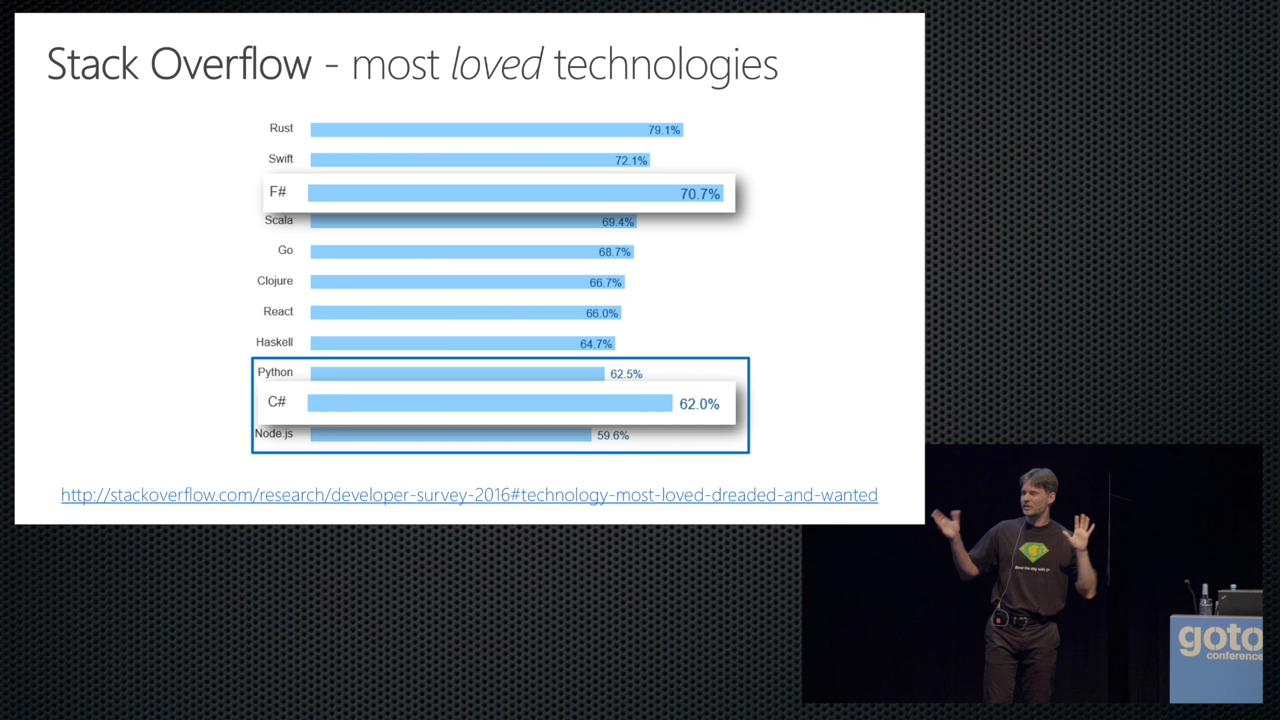 Stack Overflow - most loved technologies
Rust 79.1%
Swift 72.1%
F# 70.7%
Scala 69.4%
Go 68.7%
Clojure 66.7%
React 66.0%
Haskell 64.7%
Python 62.5%
C# 62.0%
Node.js 59.6%
http://stackoverflow.com/research/developer-survey-2016#technology-most-loved-dreaded-and-wanted
goto
conference